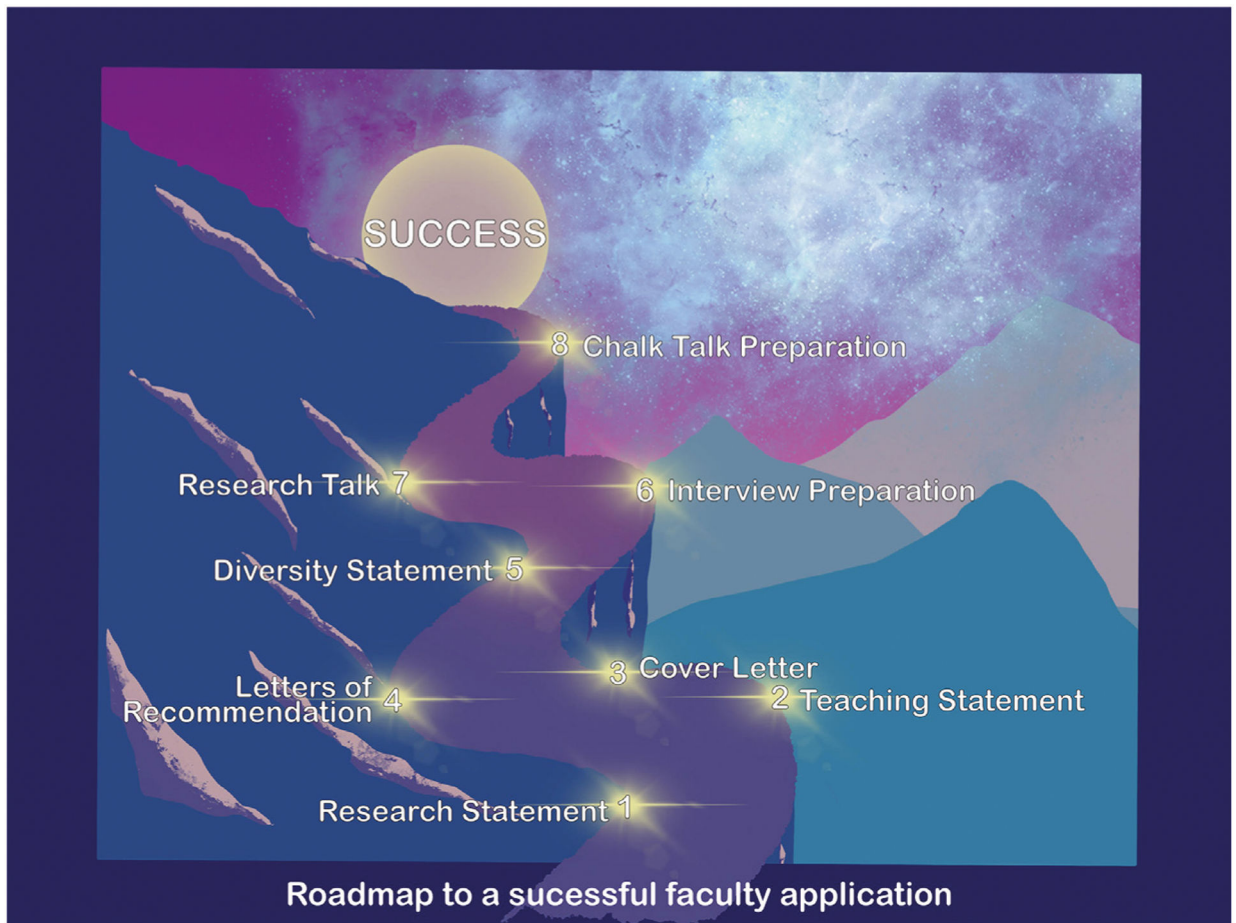 SUCCESS
8 Chalk Talk Preparation
Research Talk 7
6 Interview Preparation
Diversity Statement 5
3 Cover Letter
Letters of
Recommendation 4
2 Teaching Statement
Research Statement 1
Roadmap to a sucessful faculty application